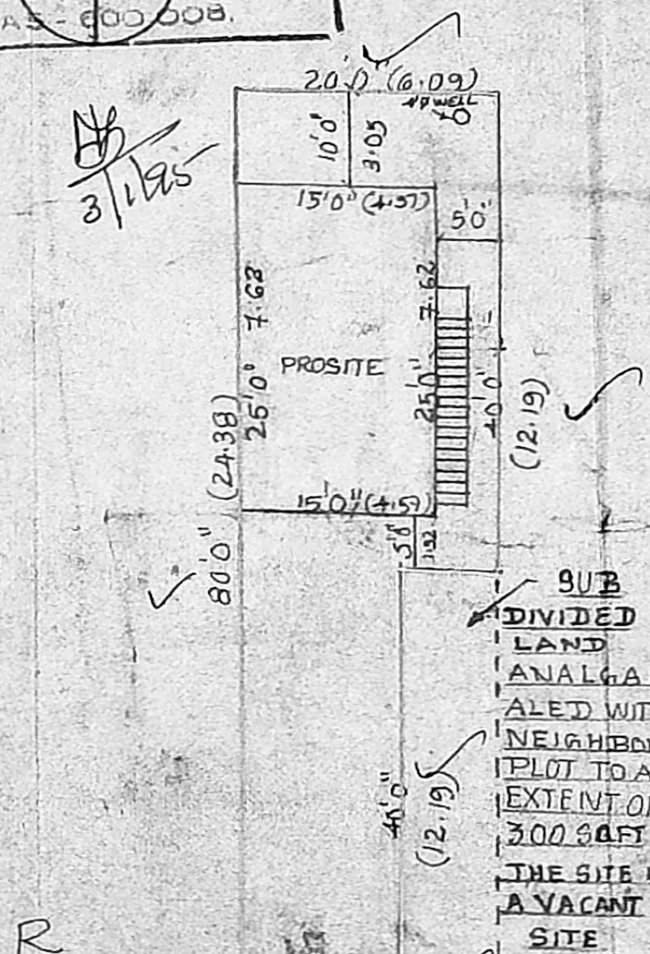 AS - 600 008.
20'0" (6.09)
WELL
3/1/95
10'0"
3.05
15'0" (4.57)
5'0"
7.62
7.62
PROSITE
25'0"
25'0"
40'0"
(12.19)
(24.38)
80'0"
15'0" (4.57)
5'0"
1.52
SUB
DIVIDED
LAND
ANALGA
ALED WIT
NEIGHBO
PLOT TO A
EXTENT O
300 SQFT
THE SITE
A VACANT
SITE
(12.19)
R